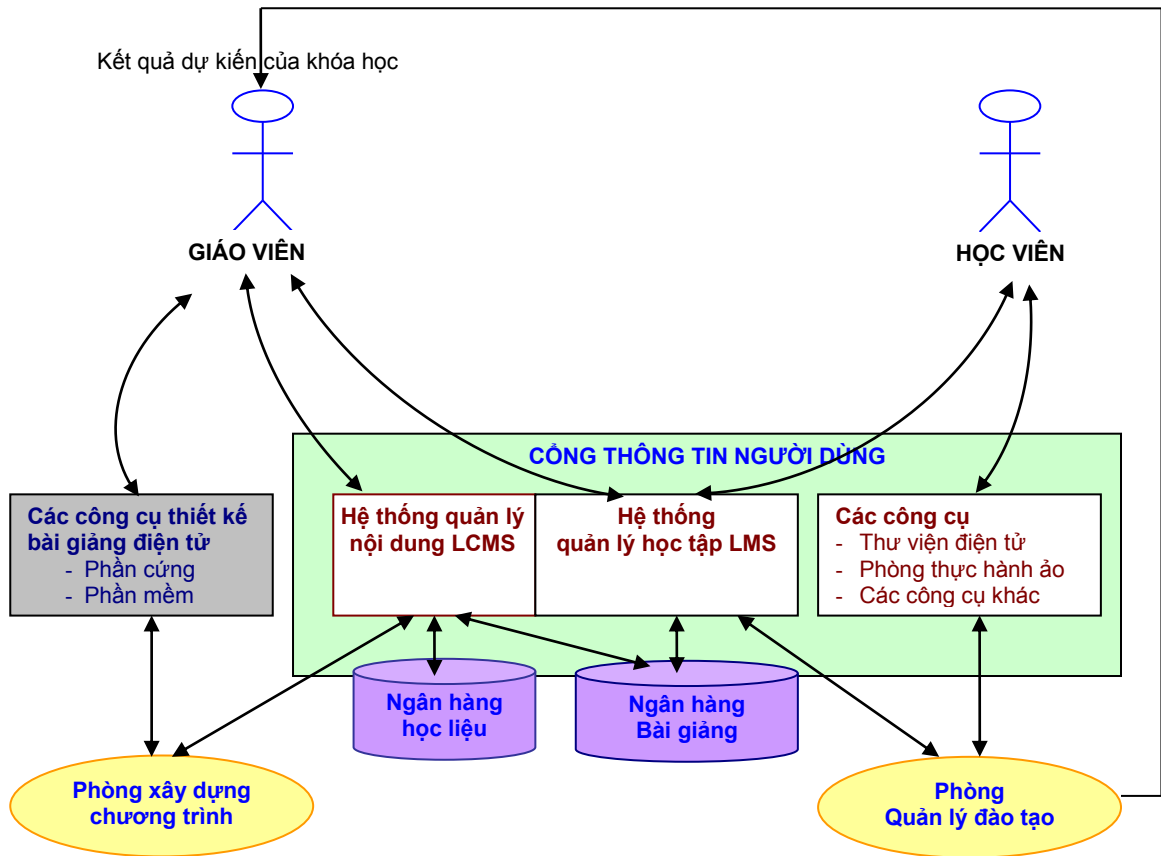 Kết quả dự kiến của khóa học
GIÁO VIÊN
HỌC VIÊN
CỔNG THÔNG TIN NGƯỜI DÙNG
Các công cụ thiết kế
bài giảng điện tử
- Phần cứng
- Phần mềm
Hệ thống quản lý
nội dung LCMS
Hệ thống
quản lý học tập LMS
Các công cụ
- Thư viện điện tử
- Phòng thực hành ảo
- Các công cụ khác
Ngân hàng
học liệu
Ngân hàng
Bài giảng
Phòng xây dựng
chương trình
Phòng
Quản lý đào tạo